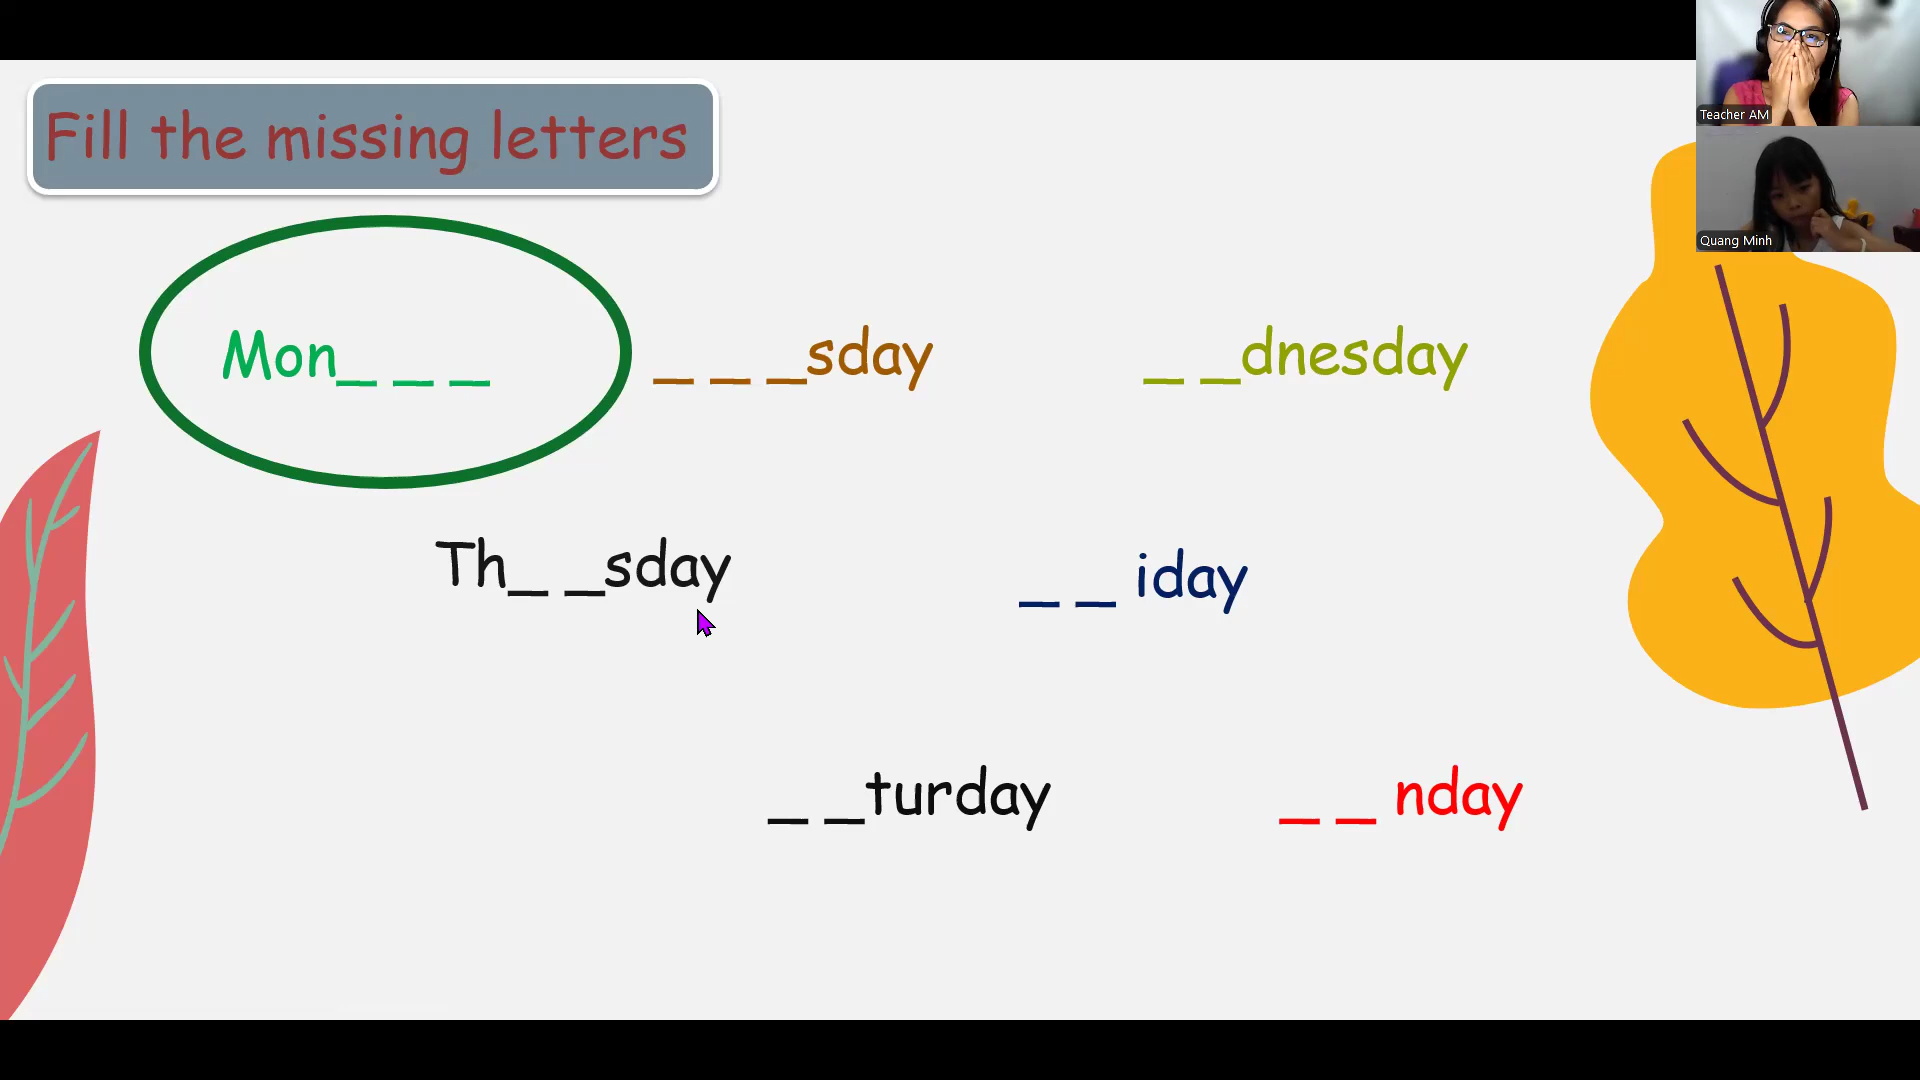 Fill the missing letters
Teacher AM
Quang Minh
Mon_ _ _
_ _ _sday
_ _dnesday
Th_ _sday
_ _ iday
_ _turday
_ _ nday